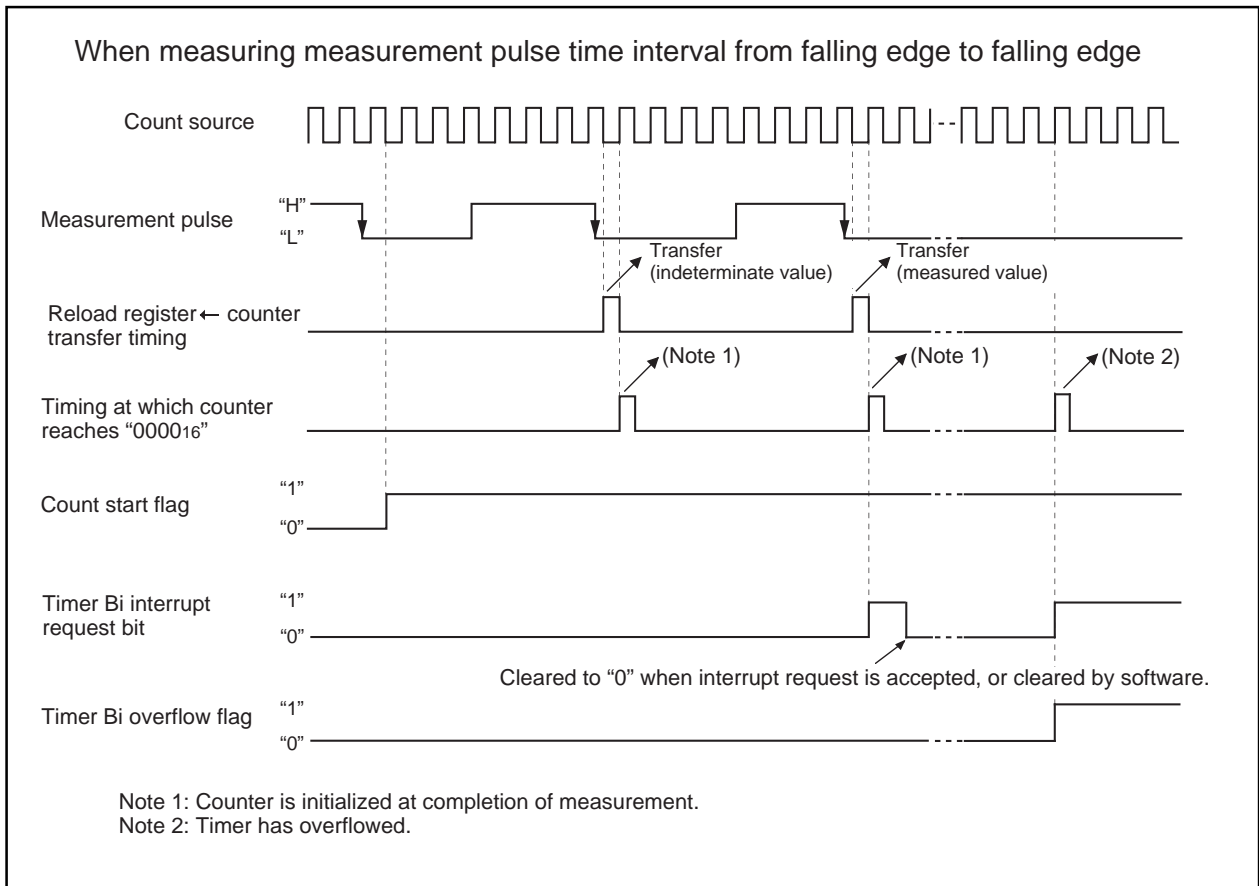 When measuring measurement pulse time interval from falling edge to falling edge
Count source
Measurement pulse
“H”
“L”
Transfer
(indeterminate value)
Transfer
(measured value)
Reload register ← counter
transfer timing
(Note 1)
(Note 1)
(Note 2)
Timing at which counter
reaches “000016”
Count start flag
“1”
“0”
Timer Bi interrupt
request bit
“1”
“0”
Cleared to “0” when interrupt request is accepted, or cleared by software.
Timer Bi overflow flag
“1”
“0”
Note 1: Counter is initialized at completion of measurement.
Note 2: Timer has overflowed.